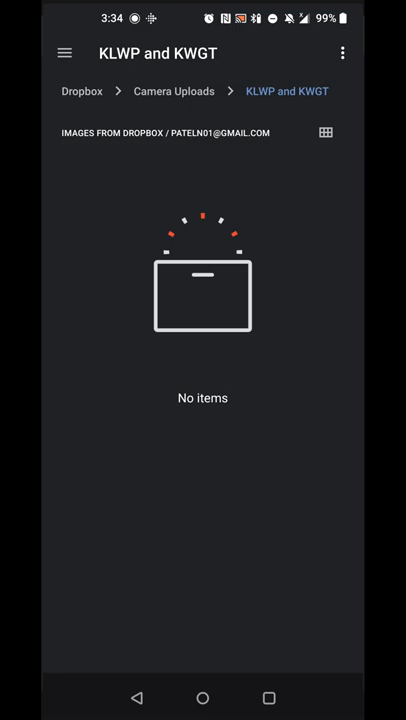 3:34
99%
KLWP and KWGT
Dropbox > Camera Uploads > KLWP and KWGT
IMAGES FROM DROPBOX / PATELN01@GMAIL.COM
No items